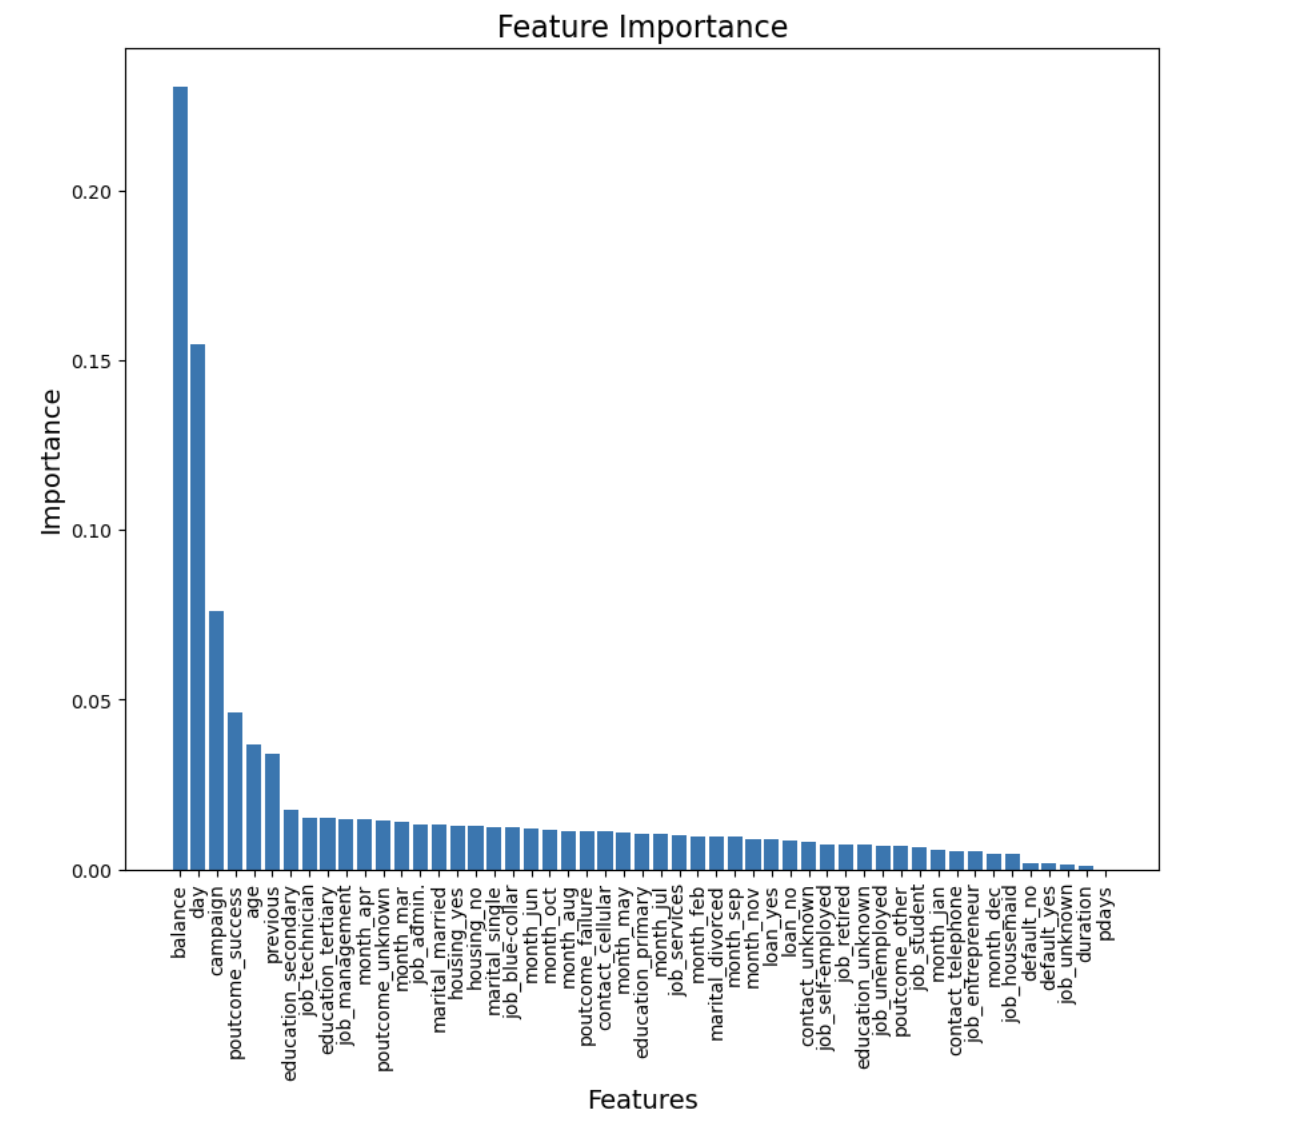 Feature Importance
Importance
0.20
0.15
0.10
0.05
0.00
balance
day
campaign
poutcome_success
age
previous
education_secondary
job_technician
education_tertiary
job_management
month_apr
poutcome_unknown
month_mar
job_admin.
marital_married
housing_yes
housing_no
marital_single
job_blue-collar
month_jun
month_oct
month_aug
poutcome_failure
contact_cellular
month_may
education_primary
month_jul
job_services
month_feb
marital_divorced
month_sep
month_nov
loan_yes
loan_no
contact_unknown
job_self-employed
job_retired
education_unknown
job_unemployed
poutcome_other
job_student
month_jan
contact_telephone
job_entrepreneur
month_dec
job_housemaid
default_no
default_yes
job_unknown
duration
pdays
Features